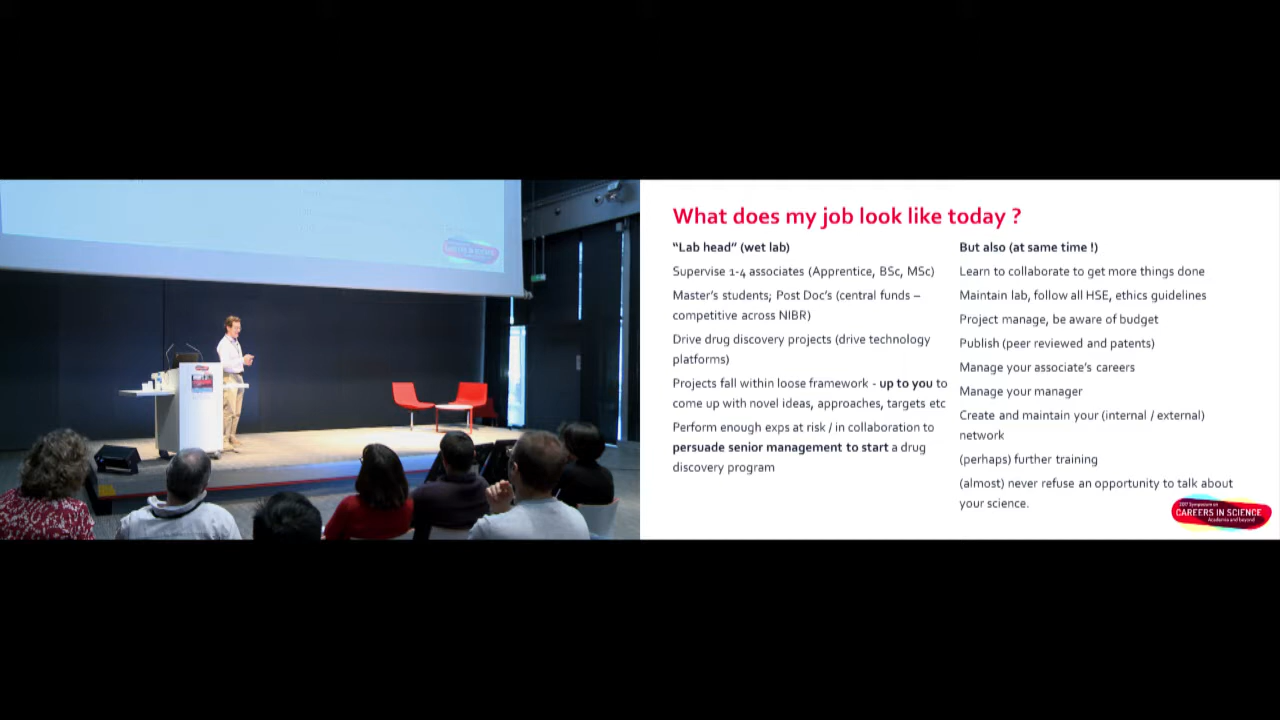 What does my job look like today ?
“Lab head” (wet lab)
Supervise 1-4 associates (Apprentice, BSc, MSc)
Master’s students; Post Doc’s (central funds –
competitive across NIBR)
Drive drug discovery projects (drive technology
platforms)
Projects fall within loose framework - up to you to
come up with novel ideas, approaches, targets etc
Perform enough exps at risk / in collaboration to
persuade senior management to start a drug
discovery program
But also (at same time !)
Learn to collaborate to get more things done
Maintain lab, follow all HSE, ethics guidelines
Project manage, be aware of budget
Publish (peer reviewed and patents)
Manage your associate’s careers
Manage your manager
Create and maintain your (internal / external)
network
(perhaps) further training
(almost) never refuse an opportunity to talk about
your science.
2017 Symposium on
CAREERS IN SCIENCE
Academia and beyond